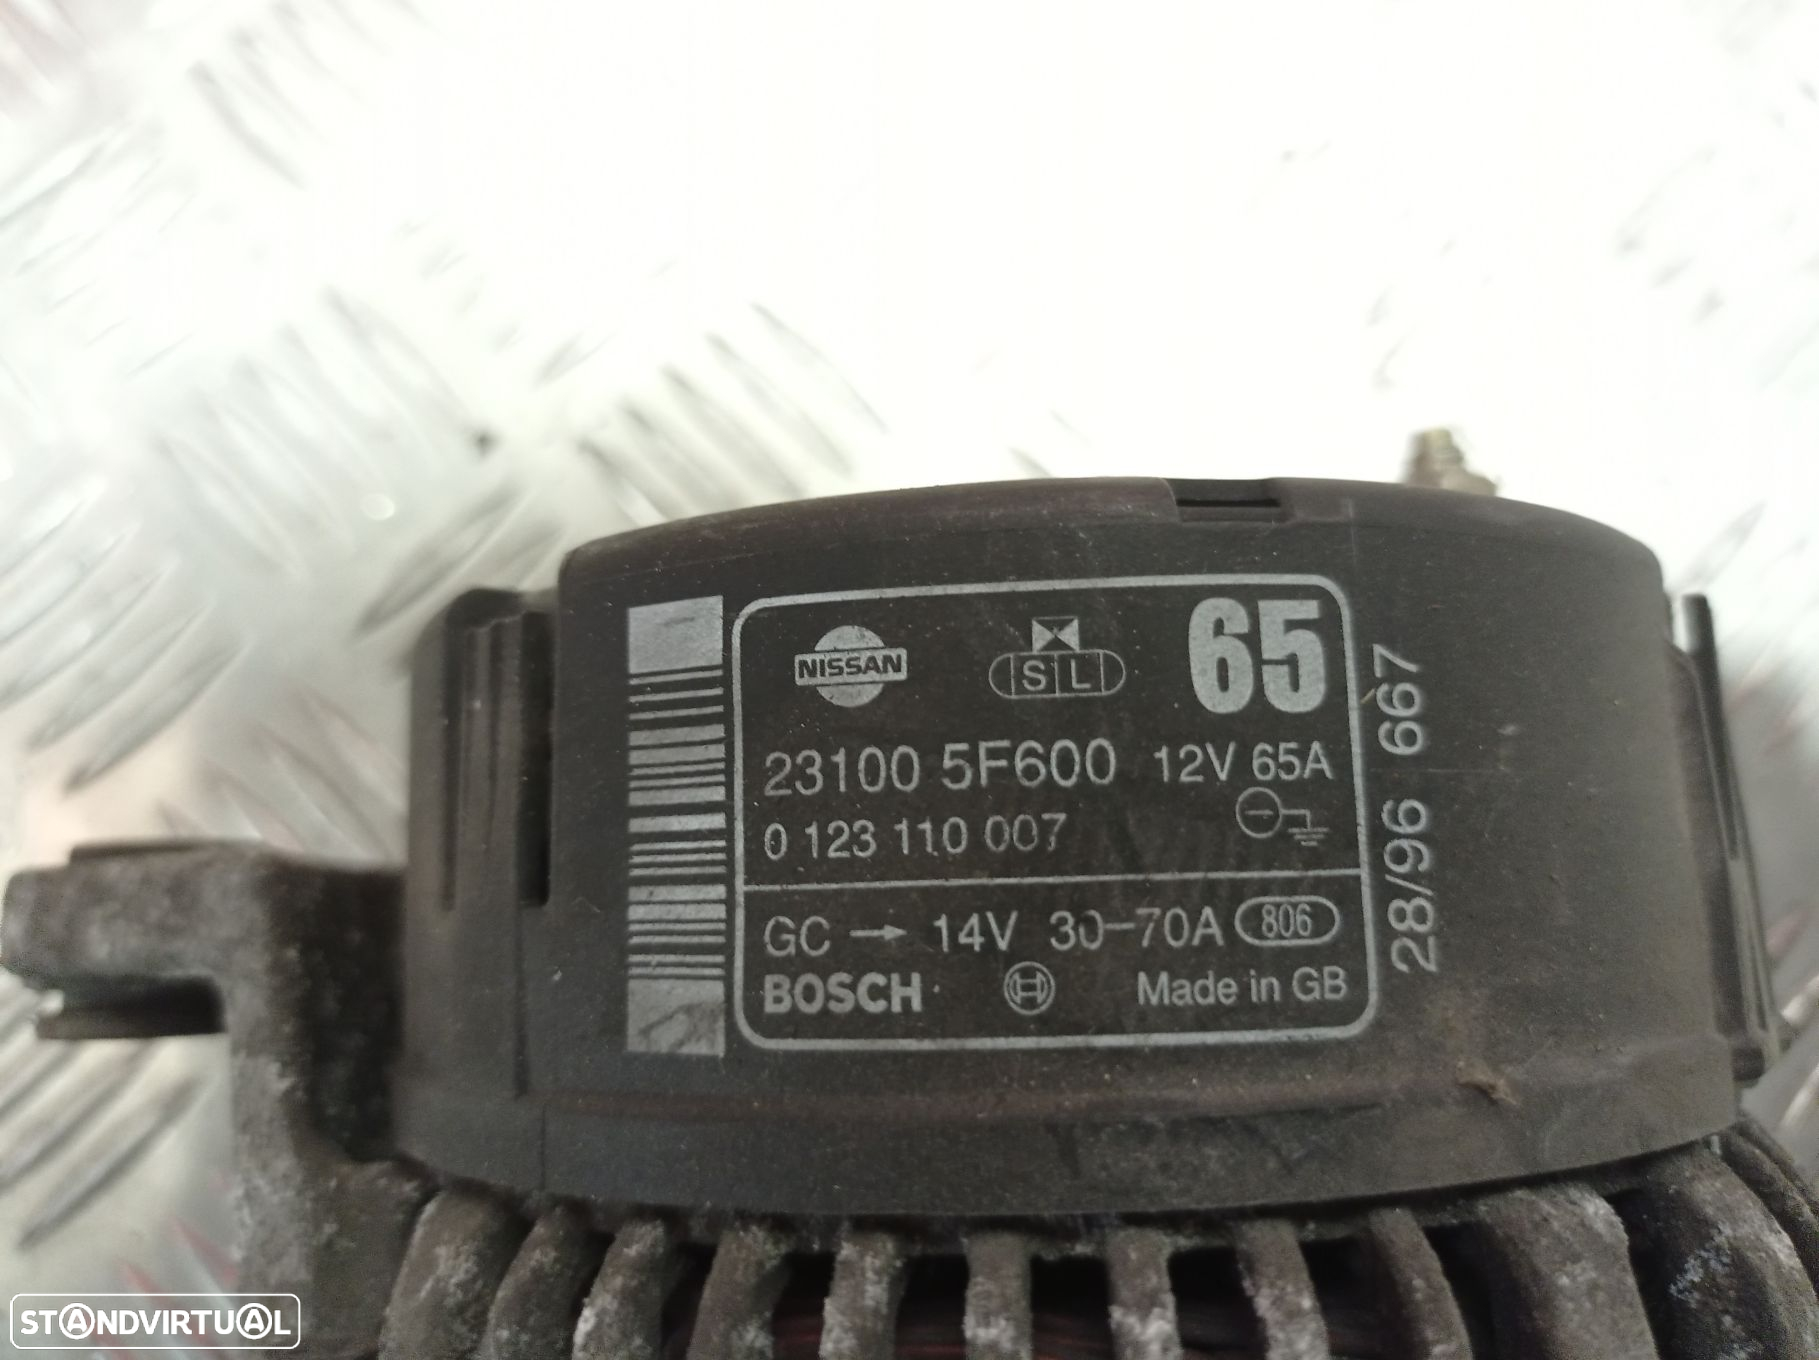 NISSAN
S L
65
23100 5F600 12V 65A
0 123 110 007
GC → 14V 30-70A 806
BOSCH Made in GB
28/96 667
STANDVIRTUAL